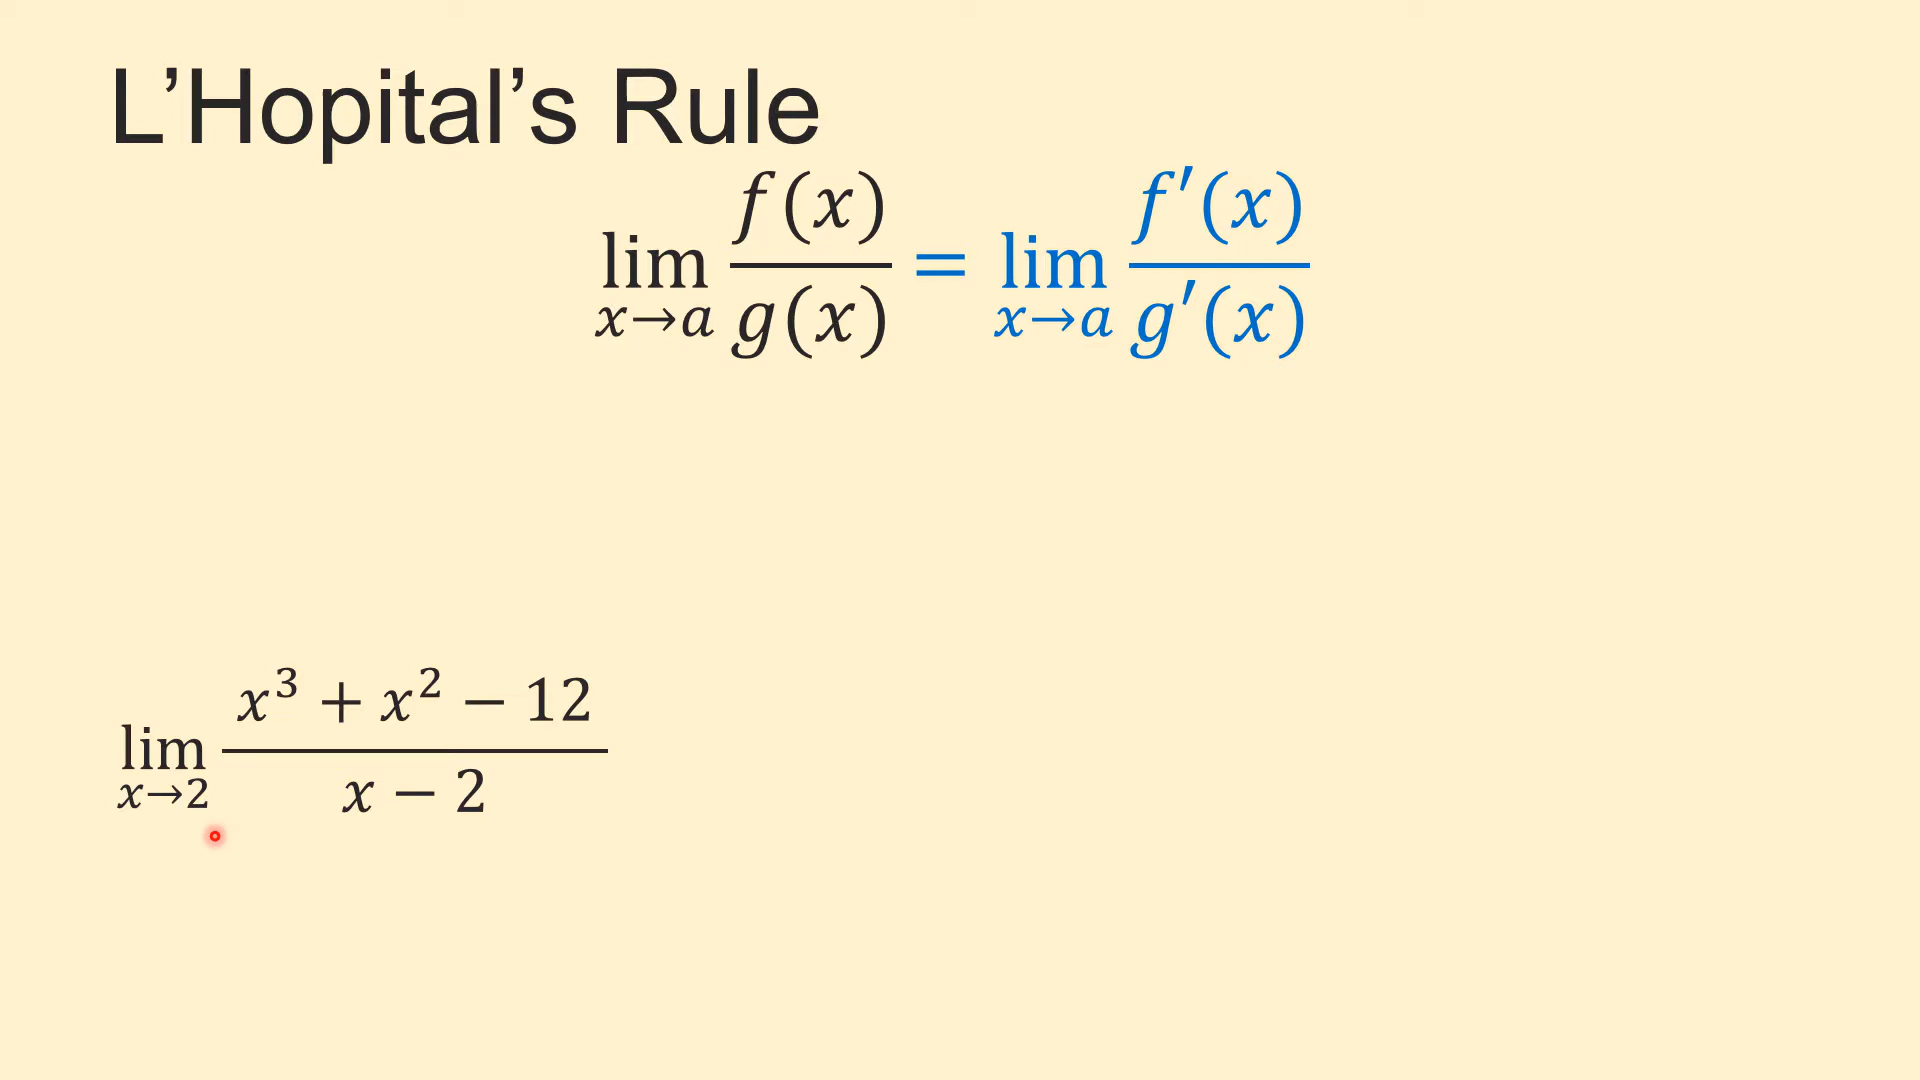 L’Hopital’s Rule
lim x→a f(x)/g(x) = lim x→a f′(x)/g′(x)
lim x→2 (x³ + x² − 12)/(x − 2)